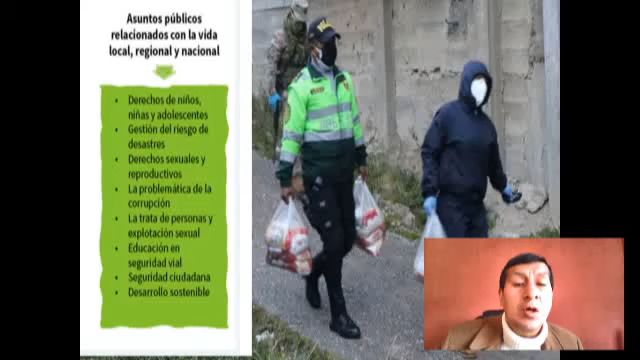 Asuntos públicos
relacionados con la vida
local, regional y nacional
• Derechos de niños,
niñas y adolescentes
• Gestión del riesgo de
desastres
• Derechos sexuales y
reproductivos
• La problemática de la
corrupción
• La trata de personas y
explotación sexual
• Educación en
seguridad vial
• Seguridad ciudadana
• Desarrollo sostenible